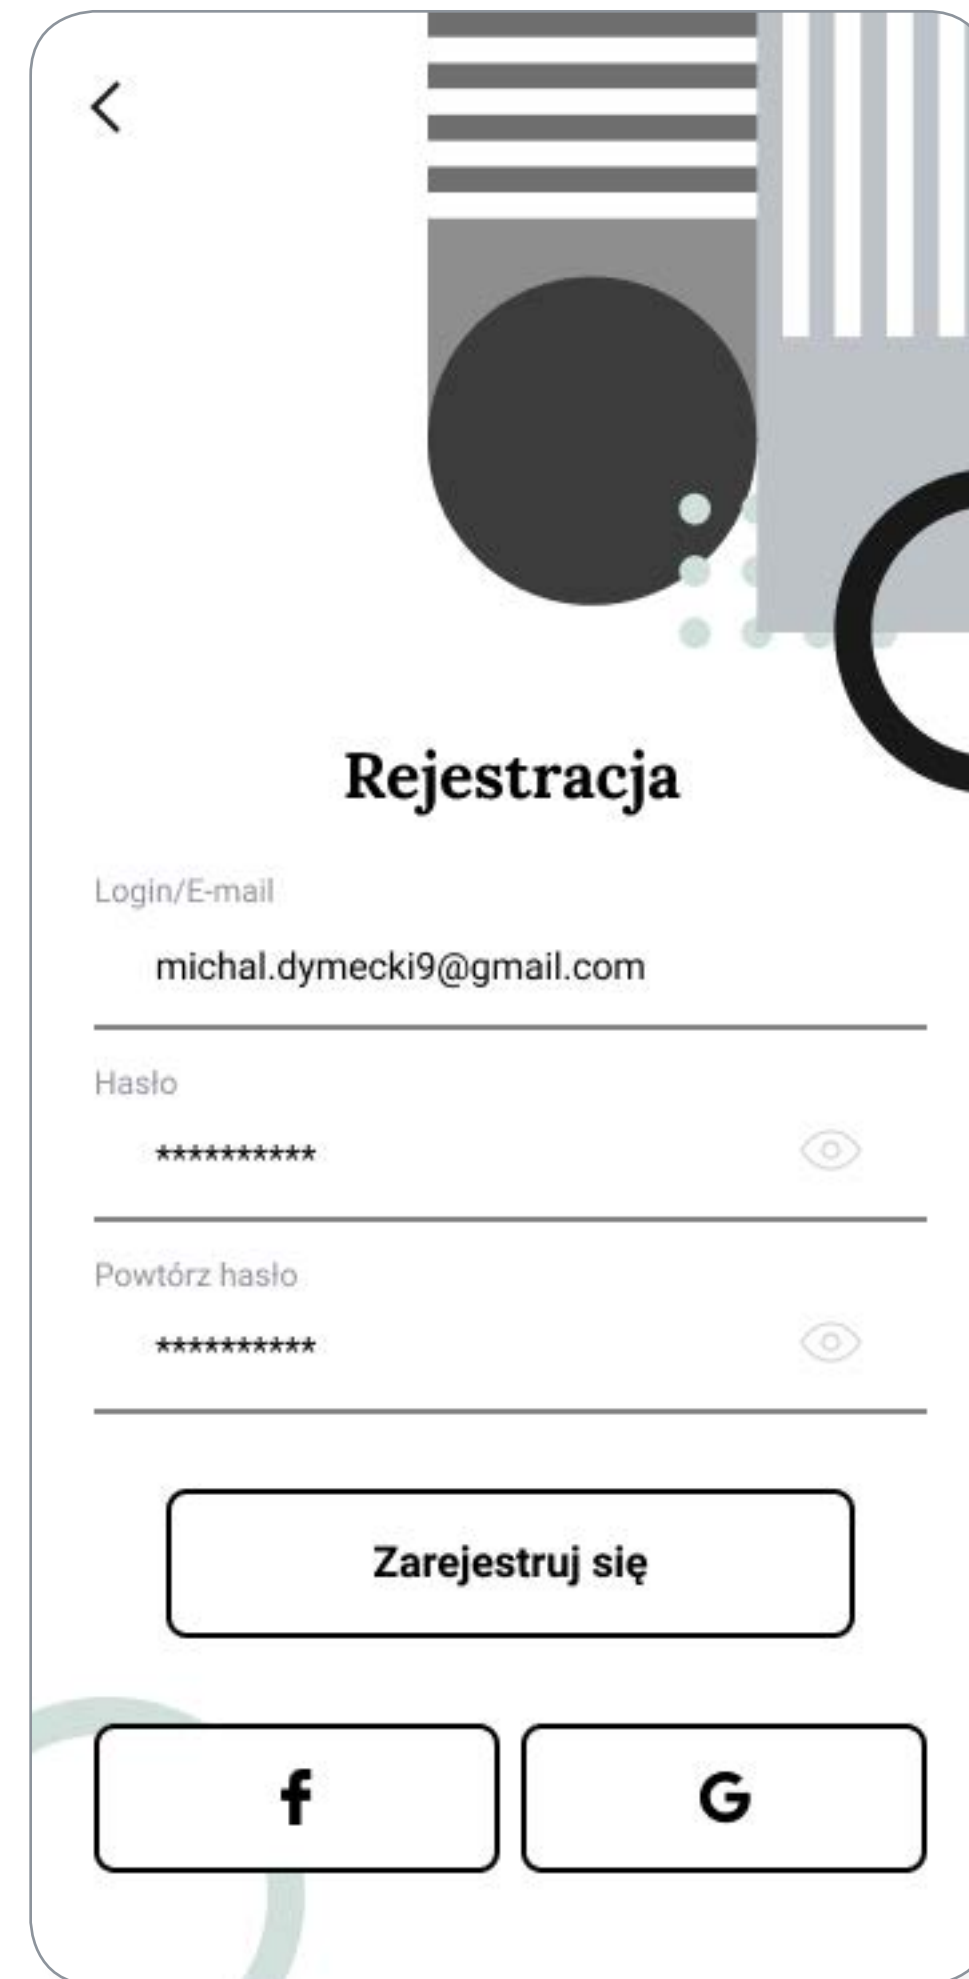 Rejestracja
Login/E-mail
michal.dymecki9@gmail.com
Hasło
**********
Powtórz hasło
**********
Zarejestruj się
f
G